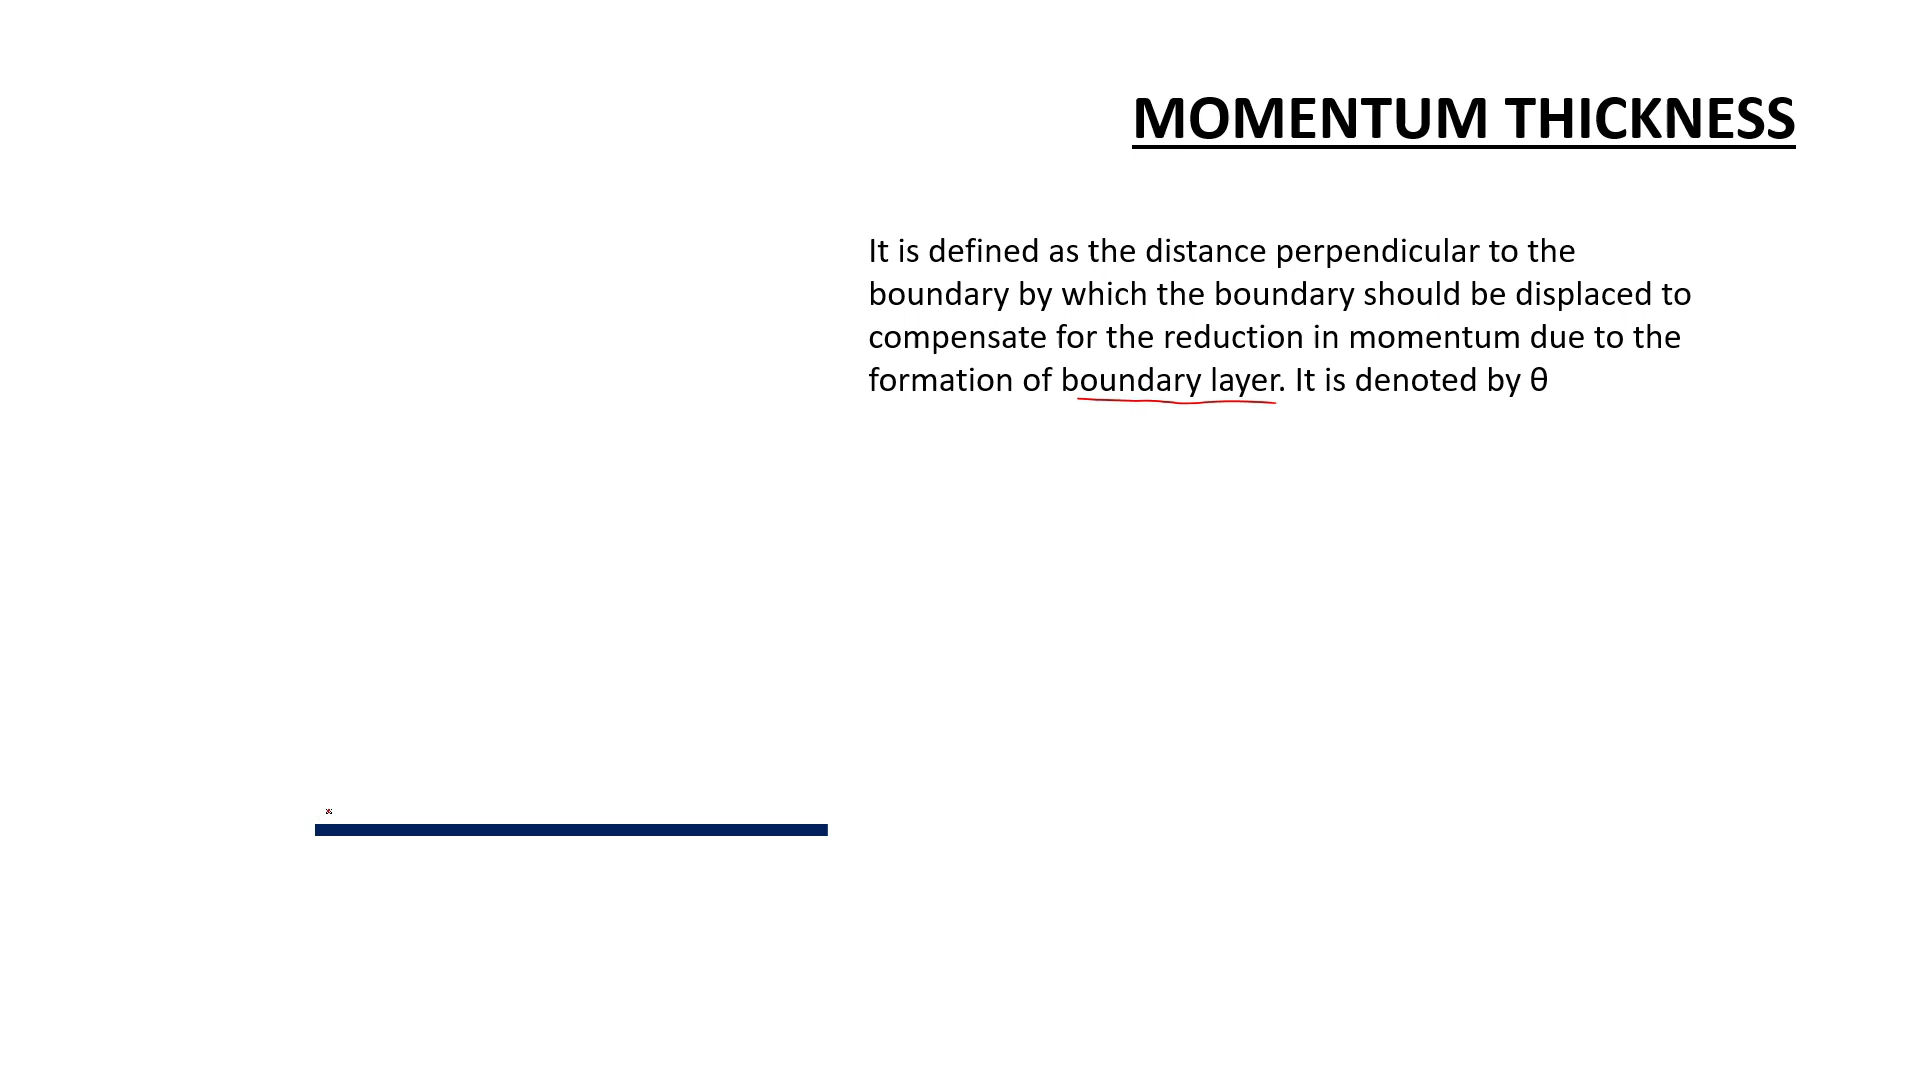 MOMENTUM THICKNESS
It is defined as the distance perpendicular to the
boundary by which the boundary should be displaced to
compensate for the reduction in momentum due to the
formation of boundary layer. It is denoted by θ